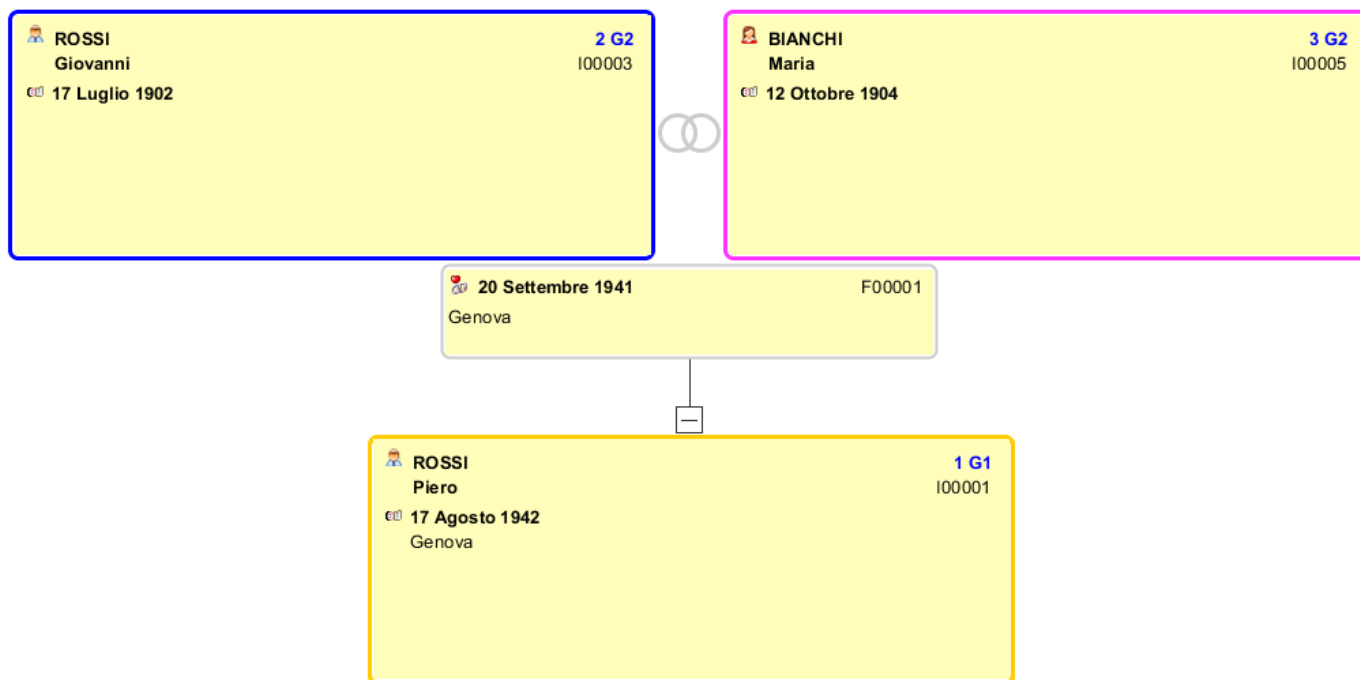 ROSSI 2 G2
Giovanni I00003
17 Luglio 1902
BIANCHI 3 G2
Maria I00005
12 Ottobre 1904
20 Settembre 1941 F00001
Genova
ROSSI 1 G1
Piero I00001
17 Agosto 1942
Genova